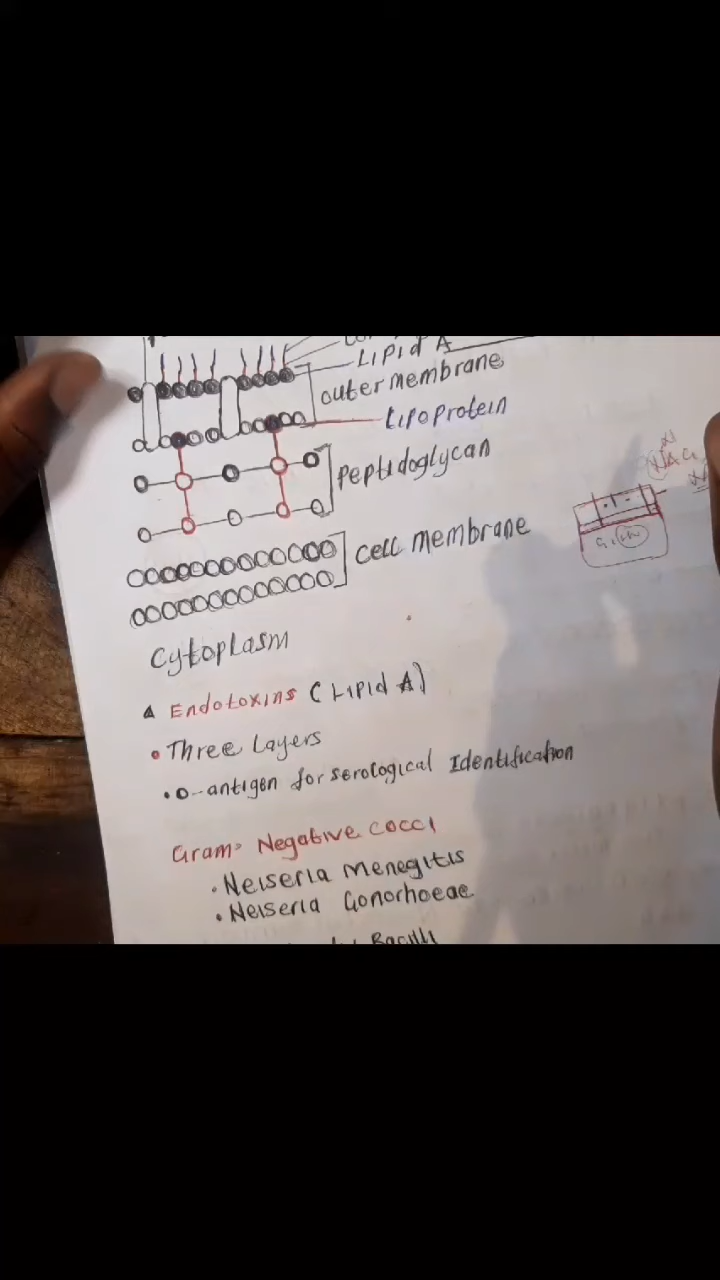 Lipid A
outer membrane
Lipoprotein
Peptidoglycan
Cell membrane
Cytoplasm
Endotoxins (Lipid A)
• Three Layers
• O-antigen for serological Identification
Gram- Negative cocci
• Neiseria Menegitis
• Neiseria Gonorhoeae
Bacilli